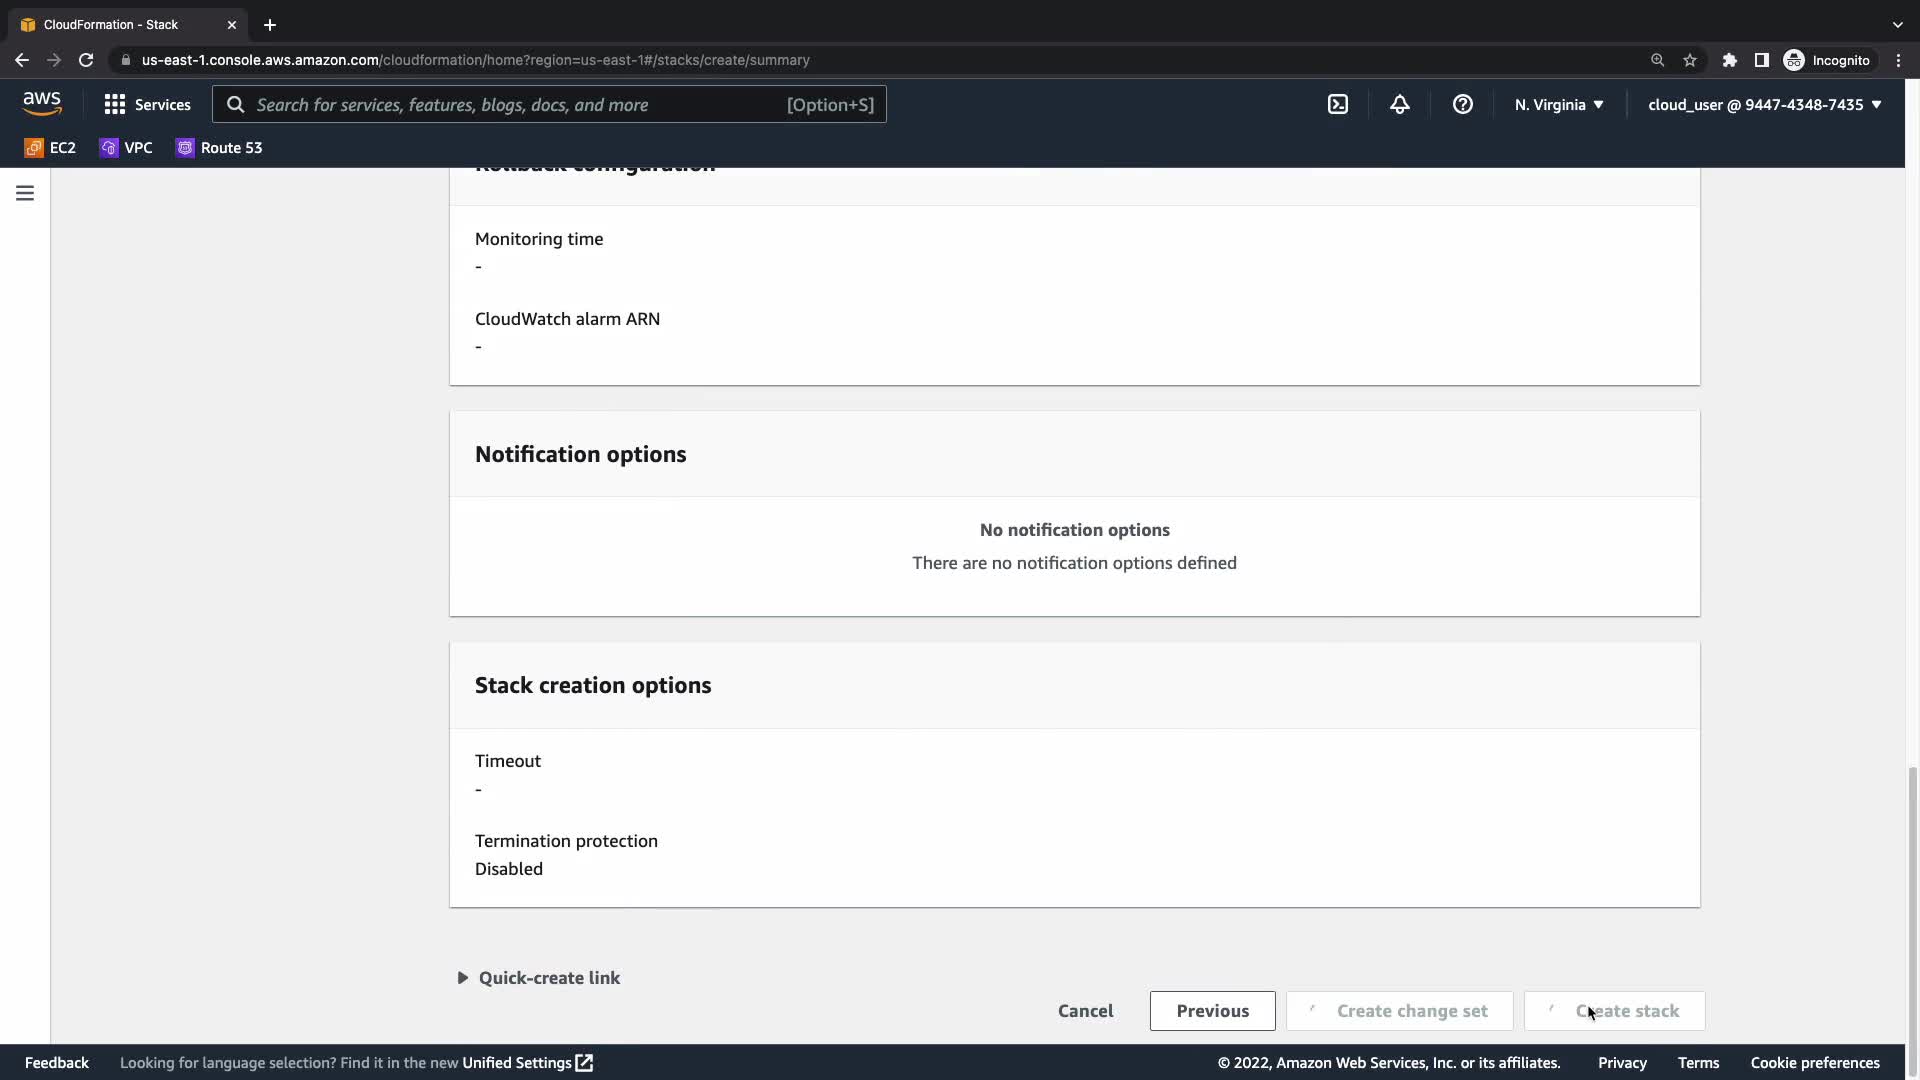 CloudFormation - Stack
us-east-1.console.aws.amazon.com/cloudformation/home?region=us-east-1#/stacks/create/summary
Incognito
aws
Services
Search for services, features, blogs, docs, and more
[Option+S]
N. Virginia
cloud_user @ 9447-4348-7435
EC2
VPC
Route 53
Rollback configuration
Monitoring time
-
CloudWatch alarm ARN
-
Notification options
No notification options
There are no notification options defined
Stack creation options
Timeout
-
Termination protection
Disabled
Quick-create link
Cancel
Previous
Create change set
Create stack
Feedback
Looking for language selection? Find it in the new Unified Settings
© 2022, Amazon Web Services, Inc. or its affiliates.
Privacy
Terms
Cookie preferences